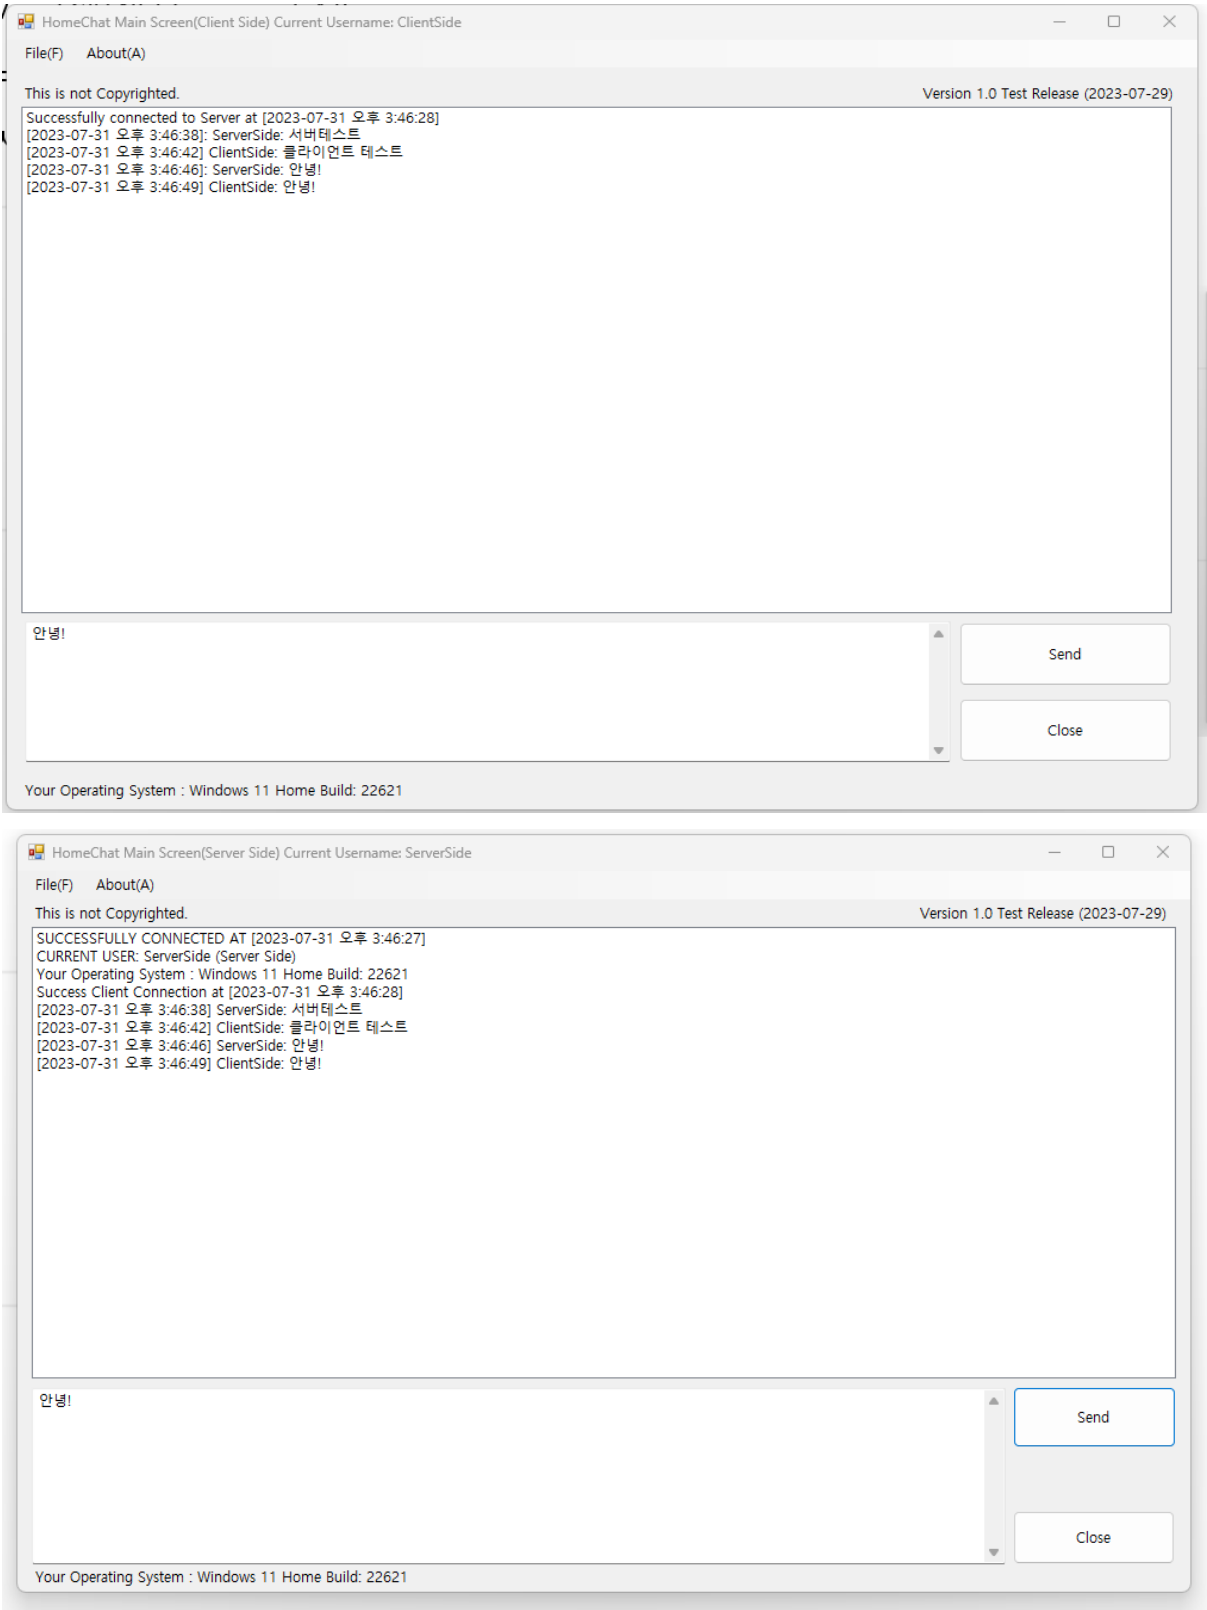 HomeChat Main Screen(Client Side) Current Username: ClientSide
File(F) About(A)
This is not Copyrighted. Version 1.0 Test Release (2023-07-29)
Successfully connected to Server at [2023-07-31 오후 3:46:28]
[2023-07-31 오후 3:46:38]: ServerSide: 서버테스트
[2023-07-31 오후 3:46:42] ClientSide: 클라이언트 테스트
[2023-07-31 오후 3:46:46]: ServerSide: 안녕!
[2023-07-31 오후 3:46:49] ClientSide: 안녕!
안녕!
Send
Close
Your Operating System : Windows 11 Home Build: 22621
HomeChat Main Screen(Server Side) Current Username: ServerSide
File(F) About(A)
This is not Copyrighted. Version 1.0 Test Release (2023-07-29)
SUCCESSFULLY CONNECTED AT [2023-07-31 오후 3:46:27]
CURRENT USER: ServerSide (Server Side)
Your Operating System : Windows 11 Home Build: 22621
Success Client Connection at [2023-07-31 오후 3:46:28]
[2023-07-31 오후 3:46:38] ServerSide: 서버테스트
[2023-07-31 오후 3:46:42] ClientSide: 클라이언트 테스트
[2023-07-31 오후 3:46:46] ServerSide: 안녕!
[2023-07-31 오후 3:46:49] ClientSide: 안녕!
안녕!
Send
Close
Your Operating System : Windows 11 Home Build: 22621